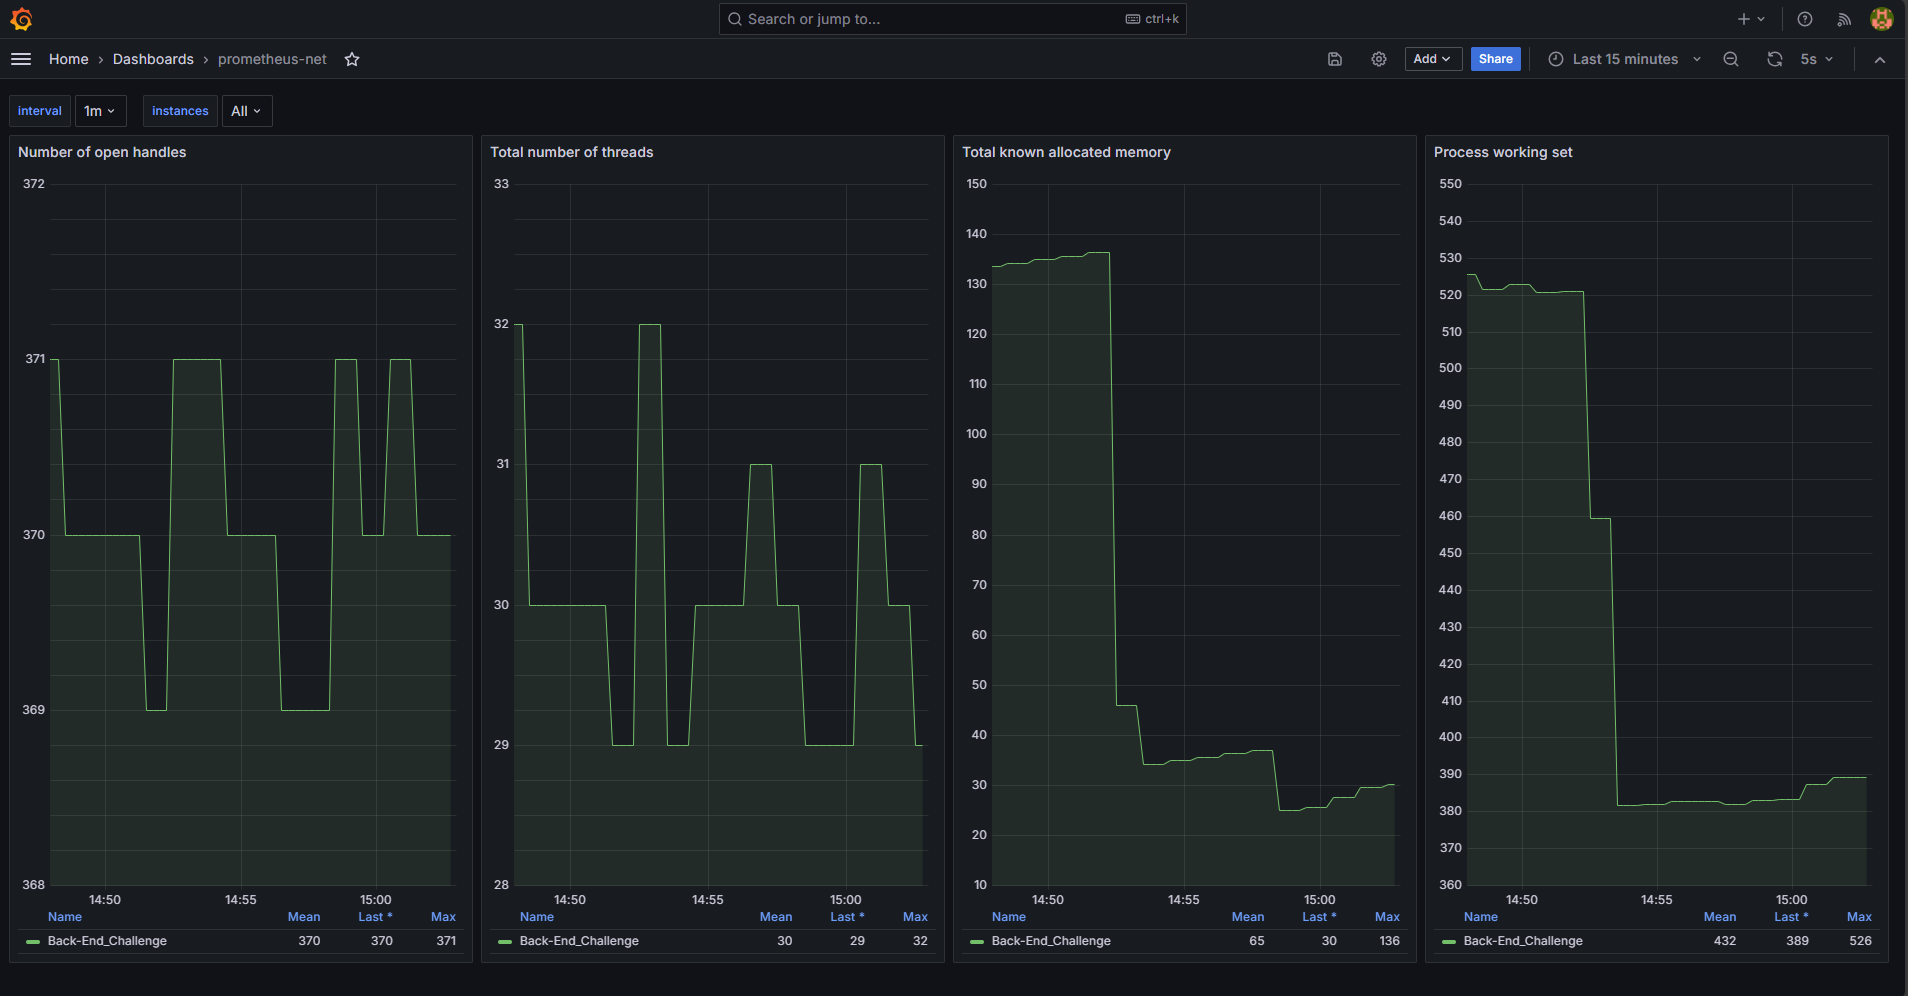 Search or jump to...
ctrl+k
Home › Dashboards › prometheus-net
Add
Share
Last 15 minutes
5s
interval
1m
instances
All
Number of open handles
372
371
370
369
368
14:50 14:55 15:00
Name Mean Last * Max
Back-End_Challenge 370 370 371
Total number of threads
33
32
31
30
29
28
14:50 14:55 15:00
Name Mean Last * Max
Back-End_Challenge 30 29 32
Total known allocated memory
150
140
130
120
110
100
90
80
70
60
50
40
30
20
10
14:50 14:55 15:00
Name Mean Last * Max
Back-End_Challenge 65 30 136
Process working set
550
540
530
520
510
500
490
480
470
460
450
440
430
420
410
400
390
380
370
360
14:50 14:55 15:00
Name Mean Last * Max
Back-End_Challenge 432 389 526